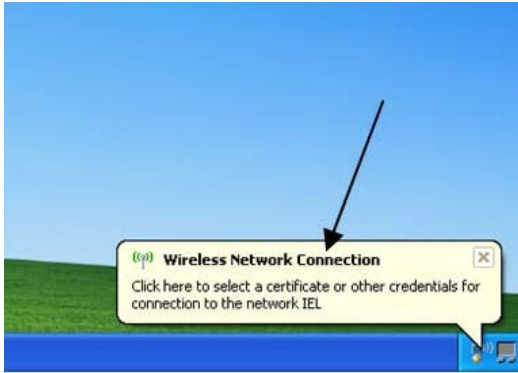 Wireless Network Connection
Click here to select a certificate or other credentials for
connection to the network IEL